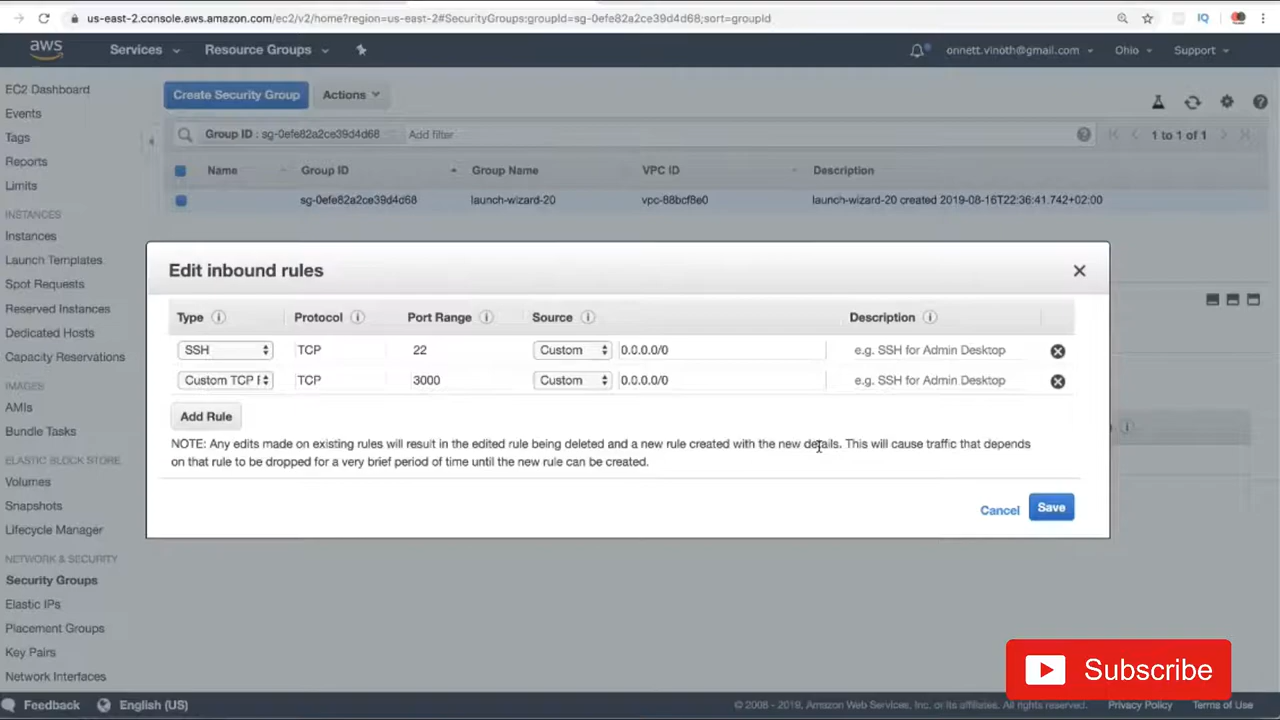 us-east-2.console.aws.amazon.com/ec2/v2/home?region=us-east-2#SecurityGroups:groupId=sg-0efe82a2ce39d4d68;sort=groupId
IQ
aws Services Resource Groups onnett.vinoth@gmail.com Ohio Support
EC2 Dashboard
Events
Tags
Reports
Limits
INSTANCES
Instances
Launch Templates
Spot Requests
Reserved Instances
Dedicated Hosts
Capacity Reservations
IMAGES
AMIs
Bundle Tasks
ELASTIC BLOCK STORE
Volumes
Snapshots
Lifecycle Manager
NETWORK & SECURITY
Security Groups
Elastic IPs
Placement Groups
Key Pairs
Network Interfaces
Create Security Group Actions
Group ID : sg-0efe82a2ce39d4d68 Add filter 1 to 1 of 1
Name Group ID Group Name VPC ID Description
sg-0efe82a2ce39d4d68 launch-wizard-20 vpc-88bcf8e0 launch-wizard-20 created 2019-08-16T22:36:41.742+02:00
Edit inbound rules
Type Protocol Port Range Source Description
SSH TCP 22 Custom 0.0.0.0/0 e.g. SSH for Admin Desktop
Custom TCP TCP 3000 Custom 0.0.0.0/0 e.g. SSH for Admin Desktop
Add Rule
NOTE: Any edits made on existing rules will result in the edited rule being deleted and a new rule created with the new details. This will cause traffic that depends
on that rule to be dropped for a very brief period of time until the new rule can be created.
Cancel Save
Subscribe
Feedback English (US) © 2008 - 2019, Amazon Web Services, Inc. or its affiliates. All rights reserved. Privacy Policy Terms of Use